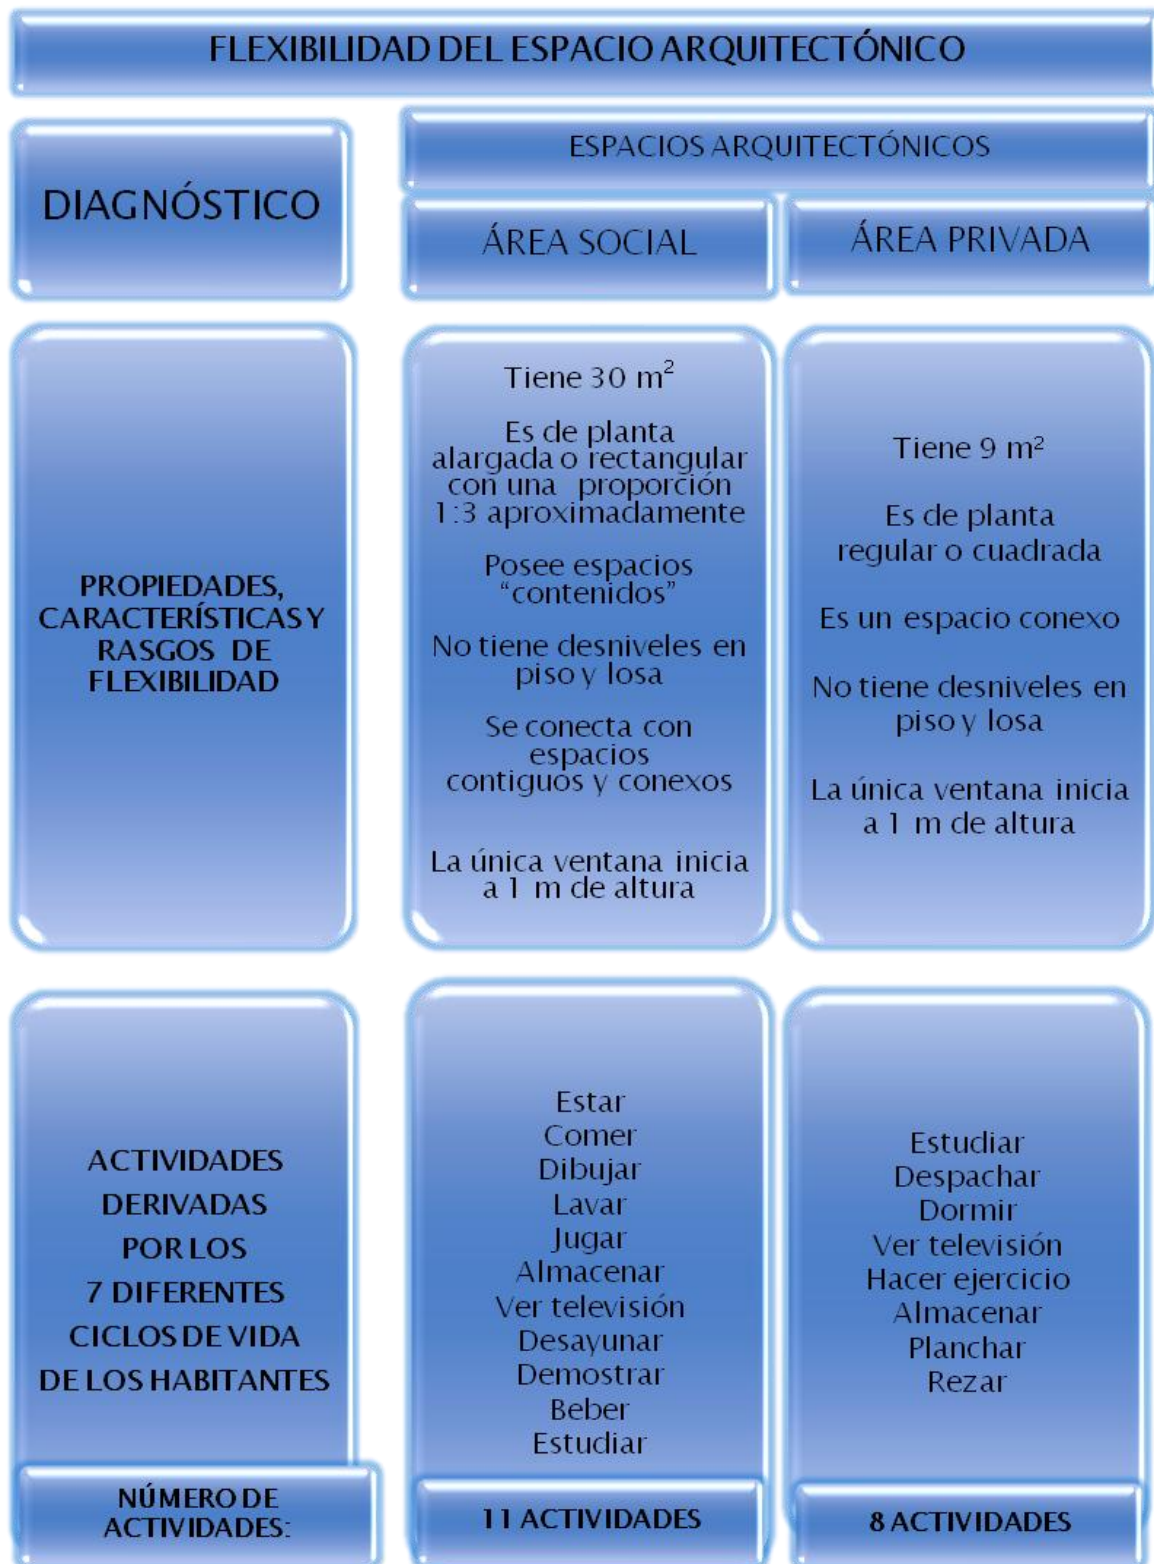 FLEXIBILIDAD DEL ESPACIO ARQUITECTÓNICO
DIAGNÓSTICO
ESPACIOS ARQUITECTÓNICOS
ÁREA SOCIAL
ÁREA PRIVADA
PROPIEDADES,
CARACTERÍSTICAS Y
RASGOS DE
FLEXIBILIDAD
Tiene 30 m²
Es de planta
alargada o rectangular
con una proporción
1:3 aproximadamente
Posee espacios
“contenidos”
No tiene desniveles en
piso y losa
Se conecta con
espacios
contiguos y conexos
La única ventana inicia
a 1 m de altura
Tiene 9 m²
Es de planta
regular o cuadrada
Es un espacio conexo
No tiene desniveles en
piso y losa
La única ventana inicia
a 1 m de altura
ACTIVIDADES
DERIVADAS
POR LOS
7 DIFERENTES
CICLOS DE VIDA
DE LOS HABITANTES
Estar
Comer
Dibujar
Lavar
Jugar
Almacenar
Ver televisión
Desayunar
Demostrar
Beber
Estudiar
Estudiar
Despachar
Dormir
Ver televisión
Hacer ejercicio
Almacenar
Planchar
Rezar
NÚMERO DE
ACTIVIDADES:
11 ACTIVIDADES
8 ACTIVIDADES